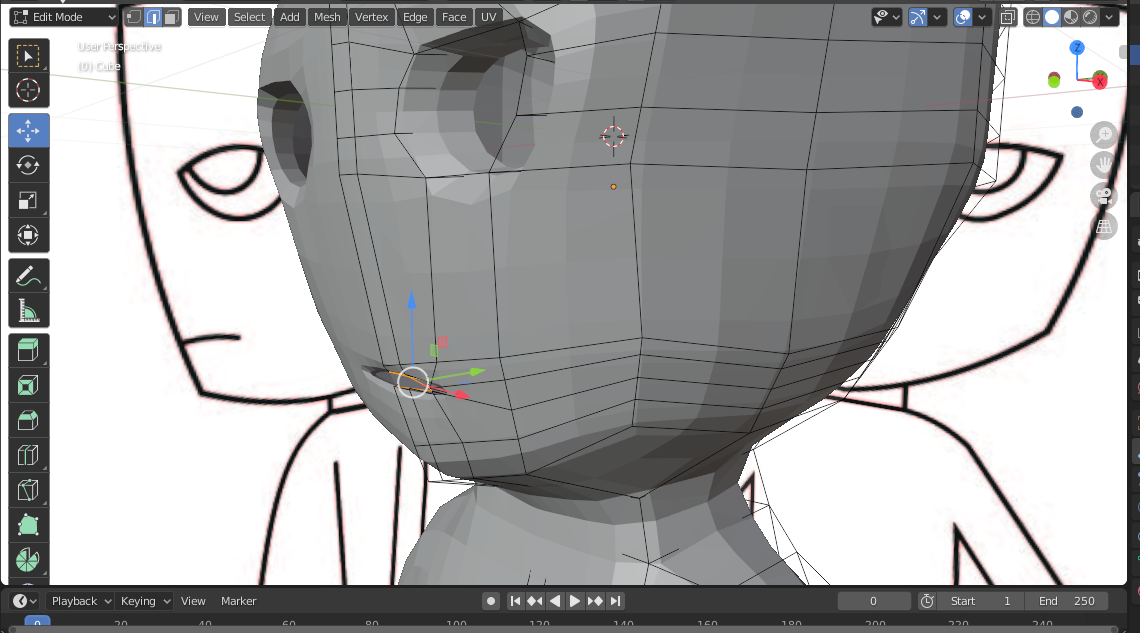 Edit Mode View Select Add Mesh Vertex Edge Face UV
User Perspective
(0) Cube
Z
X
Playback Keying View Marker 0 Start 1 End 250
0 20 40 60 80 100 120 140 160 180 200 220 240